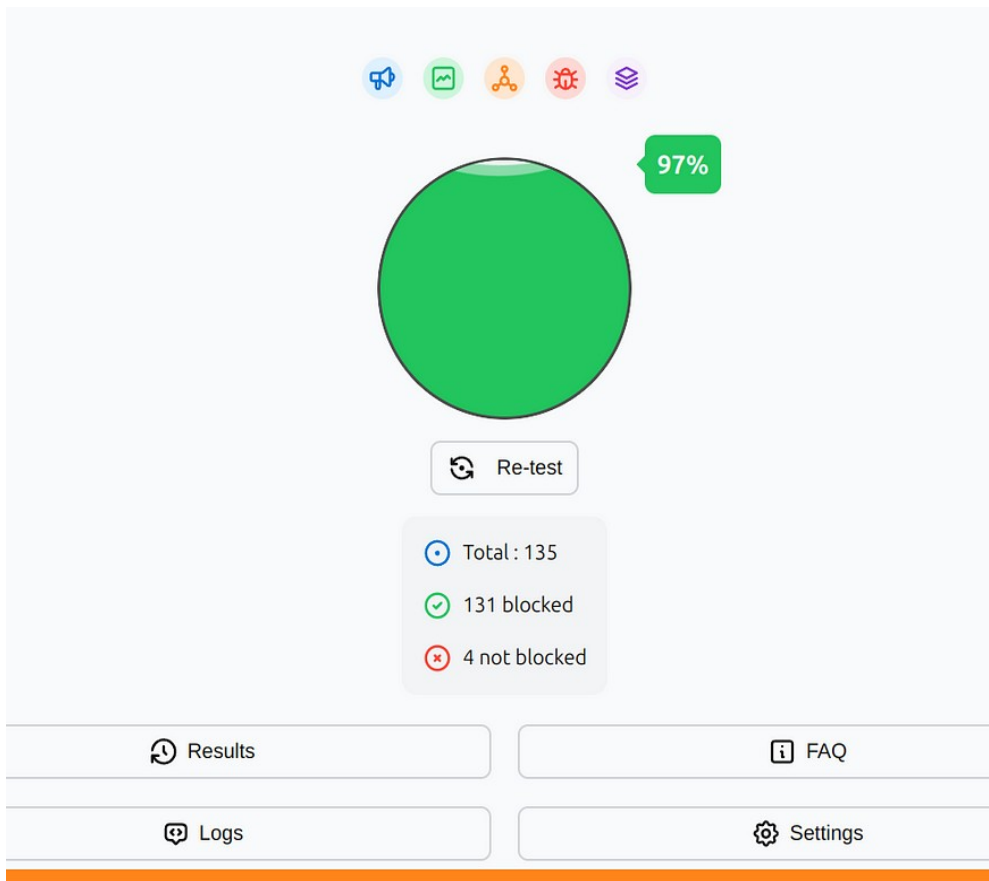 97%
Re-test
Total : 135
131 blocked
4 not blocked
Results
FAQ
Logs
Settings